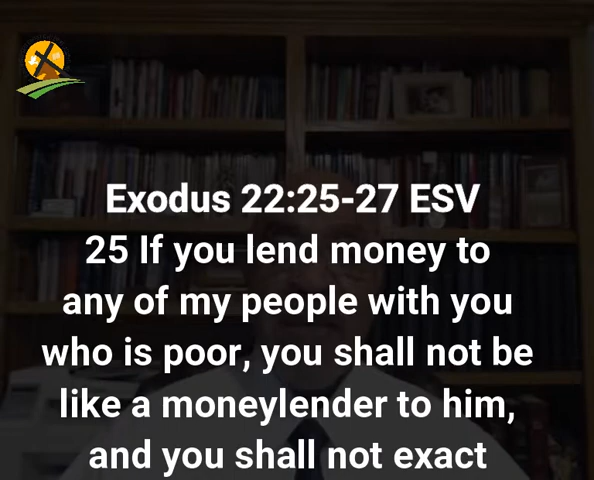 Exodus 22:25-27 ESV
25 If you lend money to
any of my people with you
who is poor, you shall not be
like a moneylender to him,
and you shall not exact